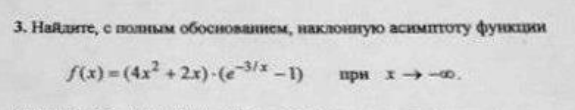 3. Найдите, с полным обоснованием, наклонную асимптоту функции
f(x) = (4x² + 2x)·(e^{-3/x} − 1) при x → −∞.